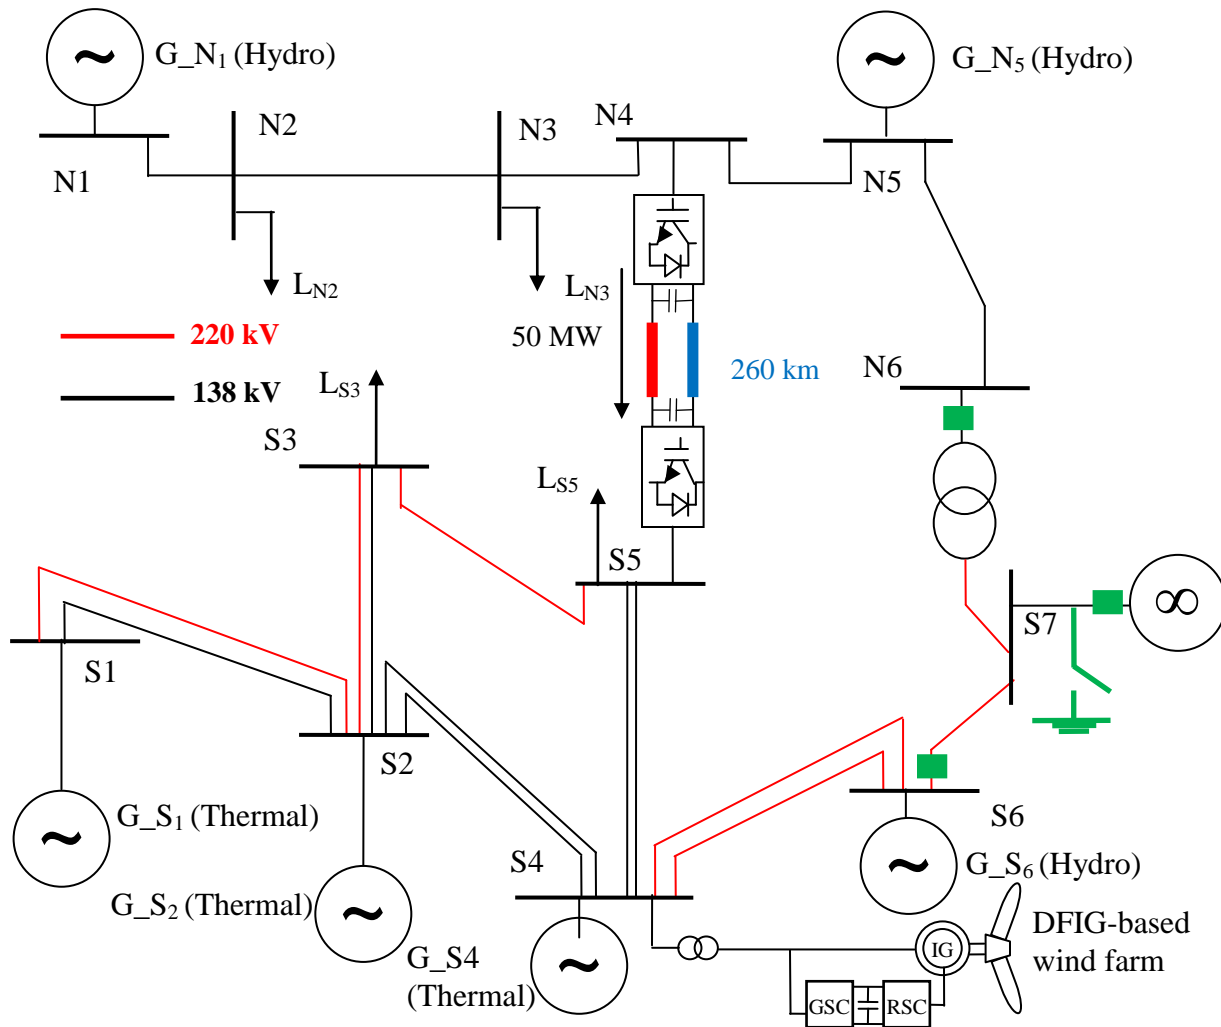 G_N1 (Hydro)
G_N5 (Hydro)
N1
N2
N3
N4
N5
LN2
LN3
50 MW
220 kV
138 kV
260 km
N6
LS3
S3
LS5
S5
S7
∞
S1
S2
S4
S6
G_S1 (Thermal)
G_S2 (Thermal)
G_S4
(Thermal)
G_S6 (Hydro)
DFIG-based
wind farm
IG
GSC
RSC